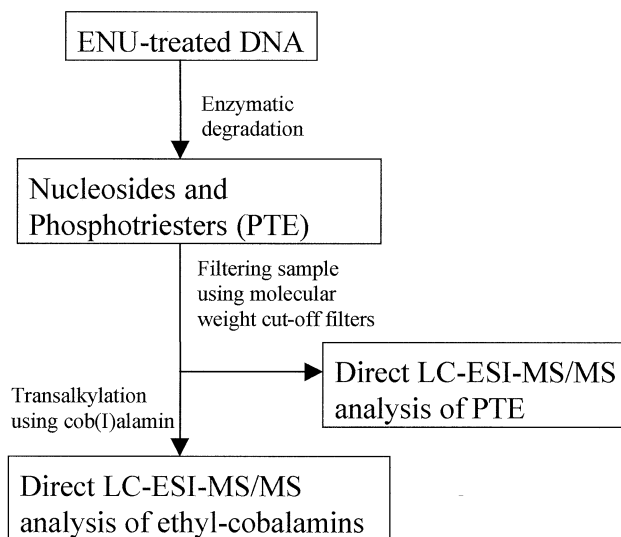 ENU-treated DNA
Enzymatic
degradation
Nucleosides and
Phosphotriesters (PTE)
Filtering sample
using molecular
weight cut-off filters
Direct LC-ESI-MS/MS
analysis of PTE
Transalkylation
using cob(I)alamin
Direct LC-ESI-MS/MS
analysis of ethyl-cobalamins